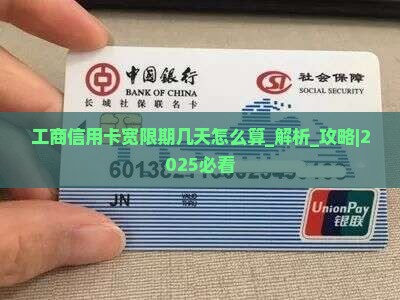 中国银行 社会保障
BANK OF CHINA SOCIAL SECURITY
长城社保联名卡
工商信用卡宽限期几天怎么算_解析_攻略|2
025必看
JN VALID
UnionPay
银联